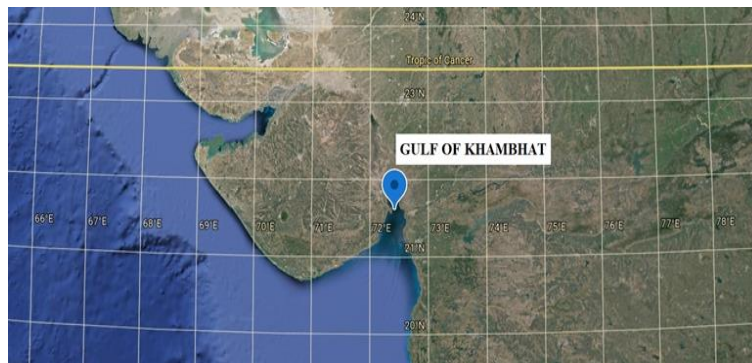 24°N
Tropic of Cancer
23°N
GULF OF KHAMBHAT
66°E 67°E 68°E 69°E 70°E 71°E 72°E 73°E 74°E 75°E 76°E 77°E 78°E
21°N
20°N